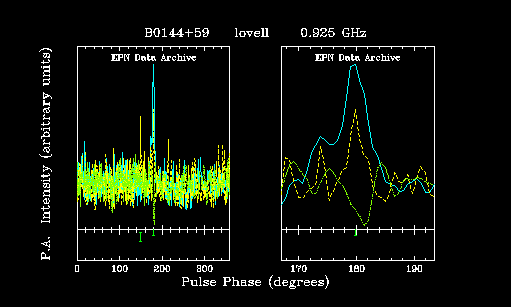 B0144+59 lovell 0.925 GHz
EPN Data Archive EPN Data Archive
P.A. Intensity (arbitrary units)
0 100 200 300 170 180 190
Pulse Phase (degrees)